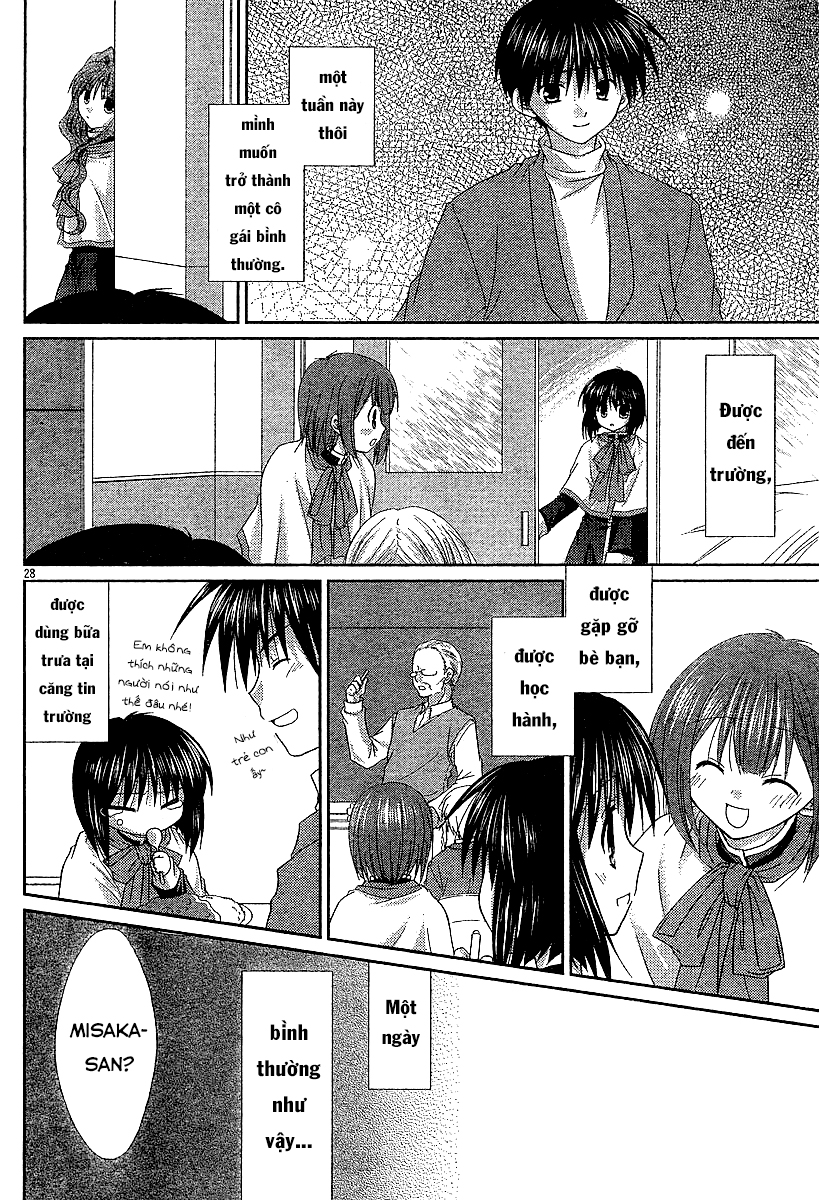 một
tuần này
thôi
mình
muốn
trở thành
một cô
gái bình
thường.
Được
đến
trường,
28
được
gặp gỡ
bè bạn,
được
học
hành,
được
dùng bữa
trưa tại
căng tin
trường
Em không
thích những
người nói như
thế đâu nhé!
Như
trẻ con
ấy~
Một
ngày
bình
thường
như
vậy...
MISAKA-
SAN?